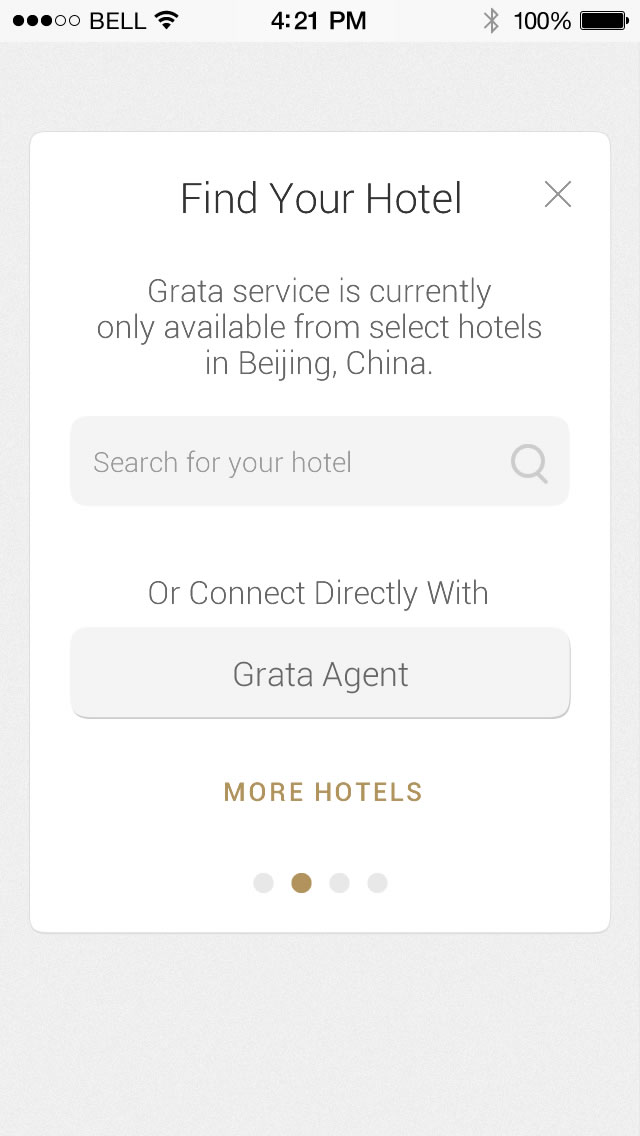 BELL 4:21 PM 100%
Find Your Hotel
Grata service is currently
only available from select hotels
in Beijing, China.
Search for your hotel
Or Connect Directly With
Grata Agent
MORE HOTELS